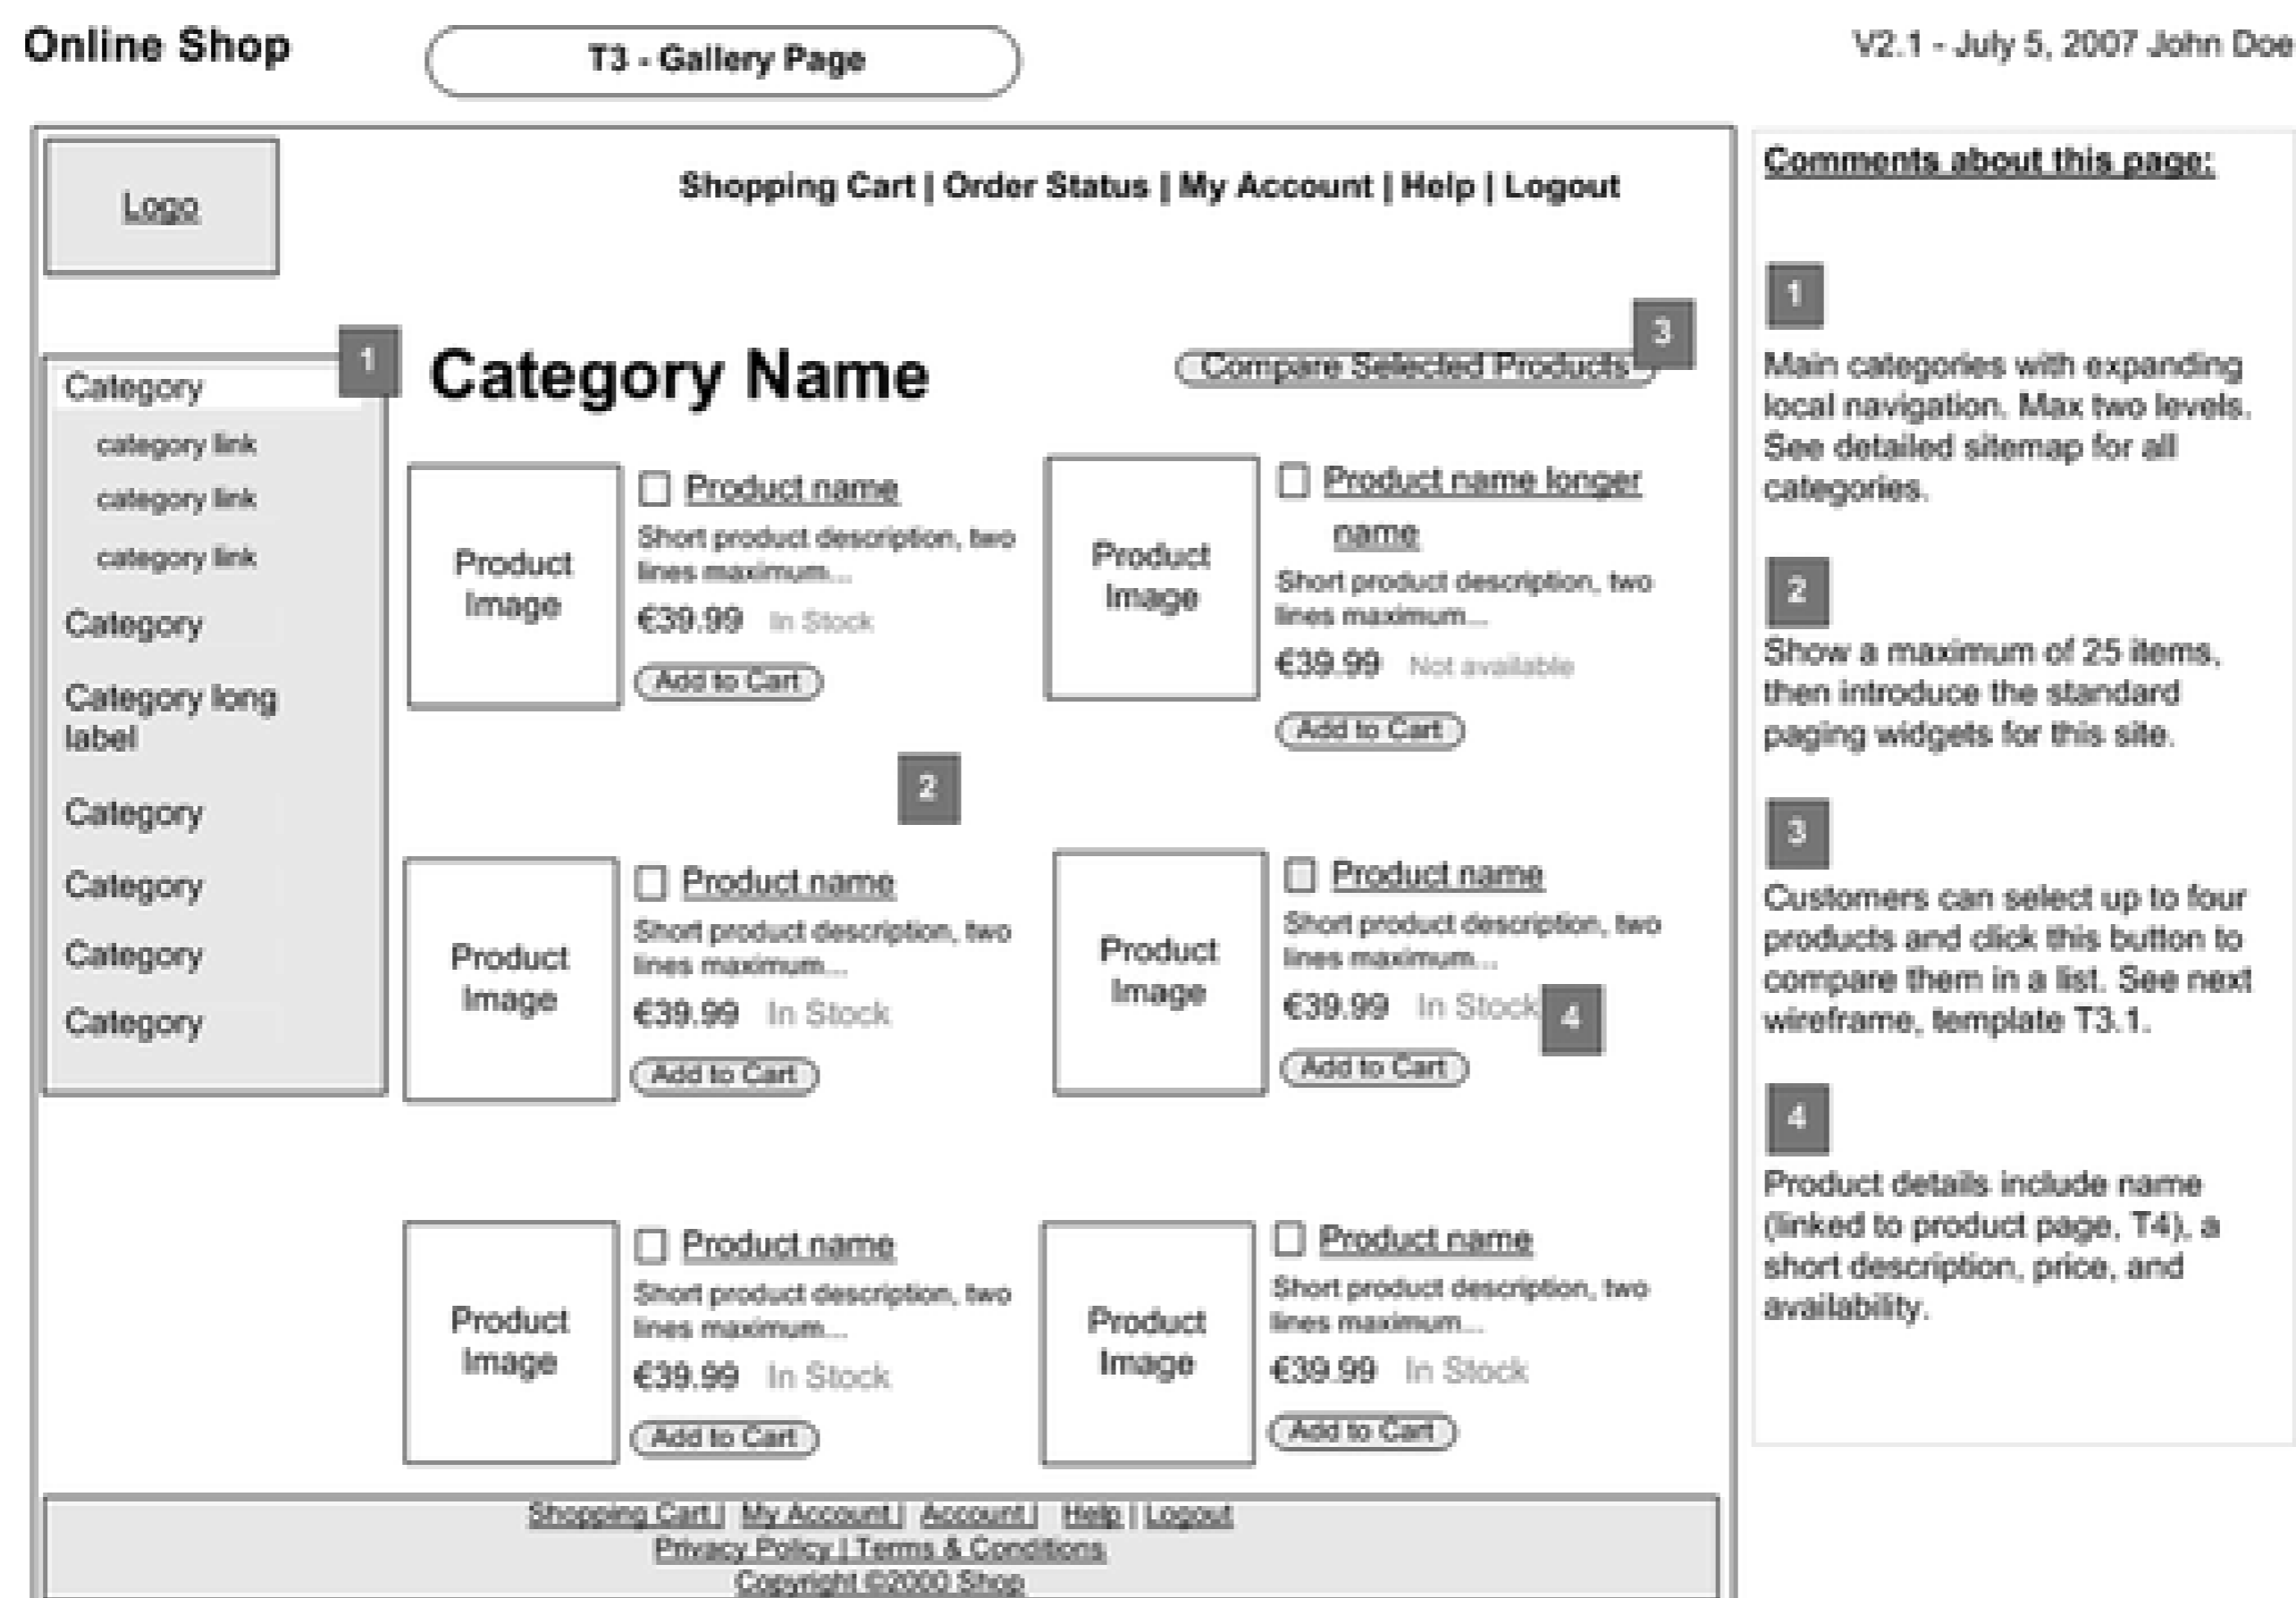 Online Shop
T3 - Gallery Page
V2.1 - July 5, 2007 John Doe
Logo
Shopping Cart | Order Status | My Account | Help | Logout
1
Category
category link
category link
category link
Category
Category long
label
Category
Category
Category
Category
Category Name
Compare Selected Products
3
Product
Image
Product name
Short product description, two
lines maximum...
€39.99 In Stock
Add to Cart
Product
Image
Product name longer
name
Short product description, two
lines maximum...
€39.99 Not available
Add to Cart
2
Product
Image
Product name
Short product description, two
lines maximum...
€39.99 In Stock
Add to Cart
Product
Image
Product name
Short product description, two
lines maximum...
€39.99 In Stock
4
Add to Cart
Product
Image
Product name
Short product description, two
lines maximum...
€39.99 In Stock
Add to Cart
Product
Image
Product name
Short product description, two
lines maximum...
€39.99 In Stock
Add to Cart
Shopping Cart | My Account | Account | Help | Logout
Privacy Policy | Terms & Conditions
Copyright ©2000 Shop
Comments about this page:
1
Main categories with expanding
local navigation. Max two levels.
See detailed sitemap for all
categories.
2
Show a maximum of 25 items,
then introduce the standard
paging widgets for this site.
3
Customers can select up to four
products and click this button to
compare them in a list. See next
wireframe, template T3.1.
4
Product details include name
(linked to product page, T4), a
short description, price, and
availability.